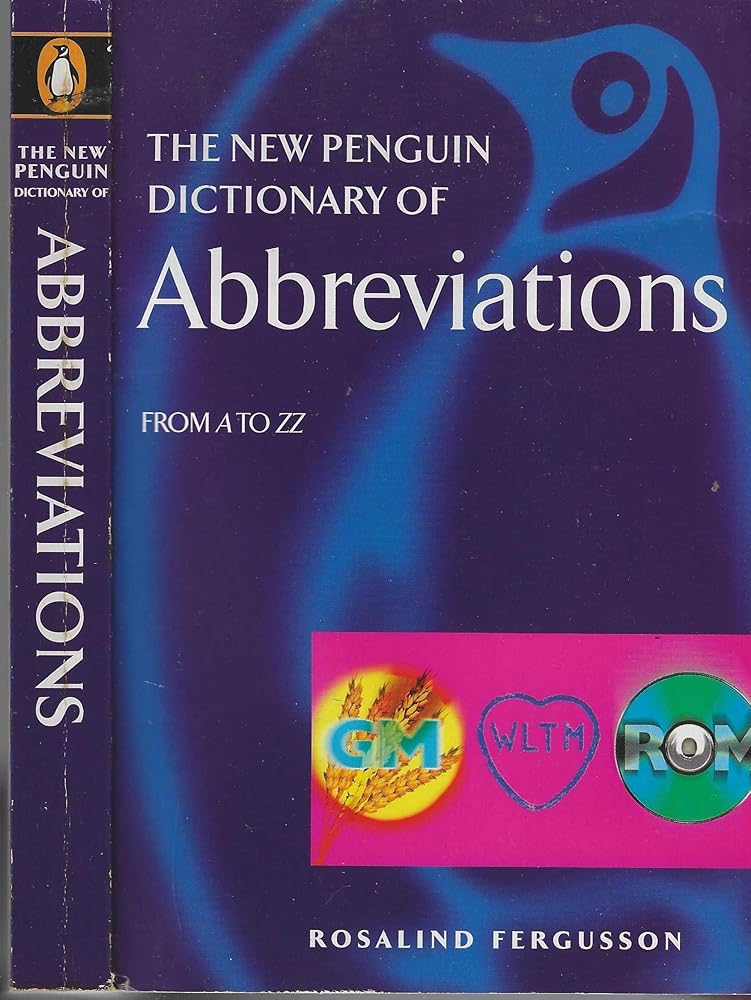 THE NEW
PENGUIN
DICTIONARY OF
ABBREVIATIONS
THE NEW PENGUIN
DICTIONARY OF
Abbreviations
FROM A TO ZZ
GM
WLTM
ROM
ROSALIND FERGUSSON